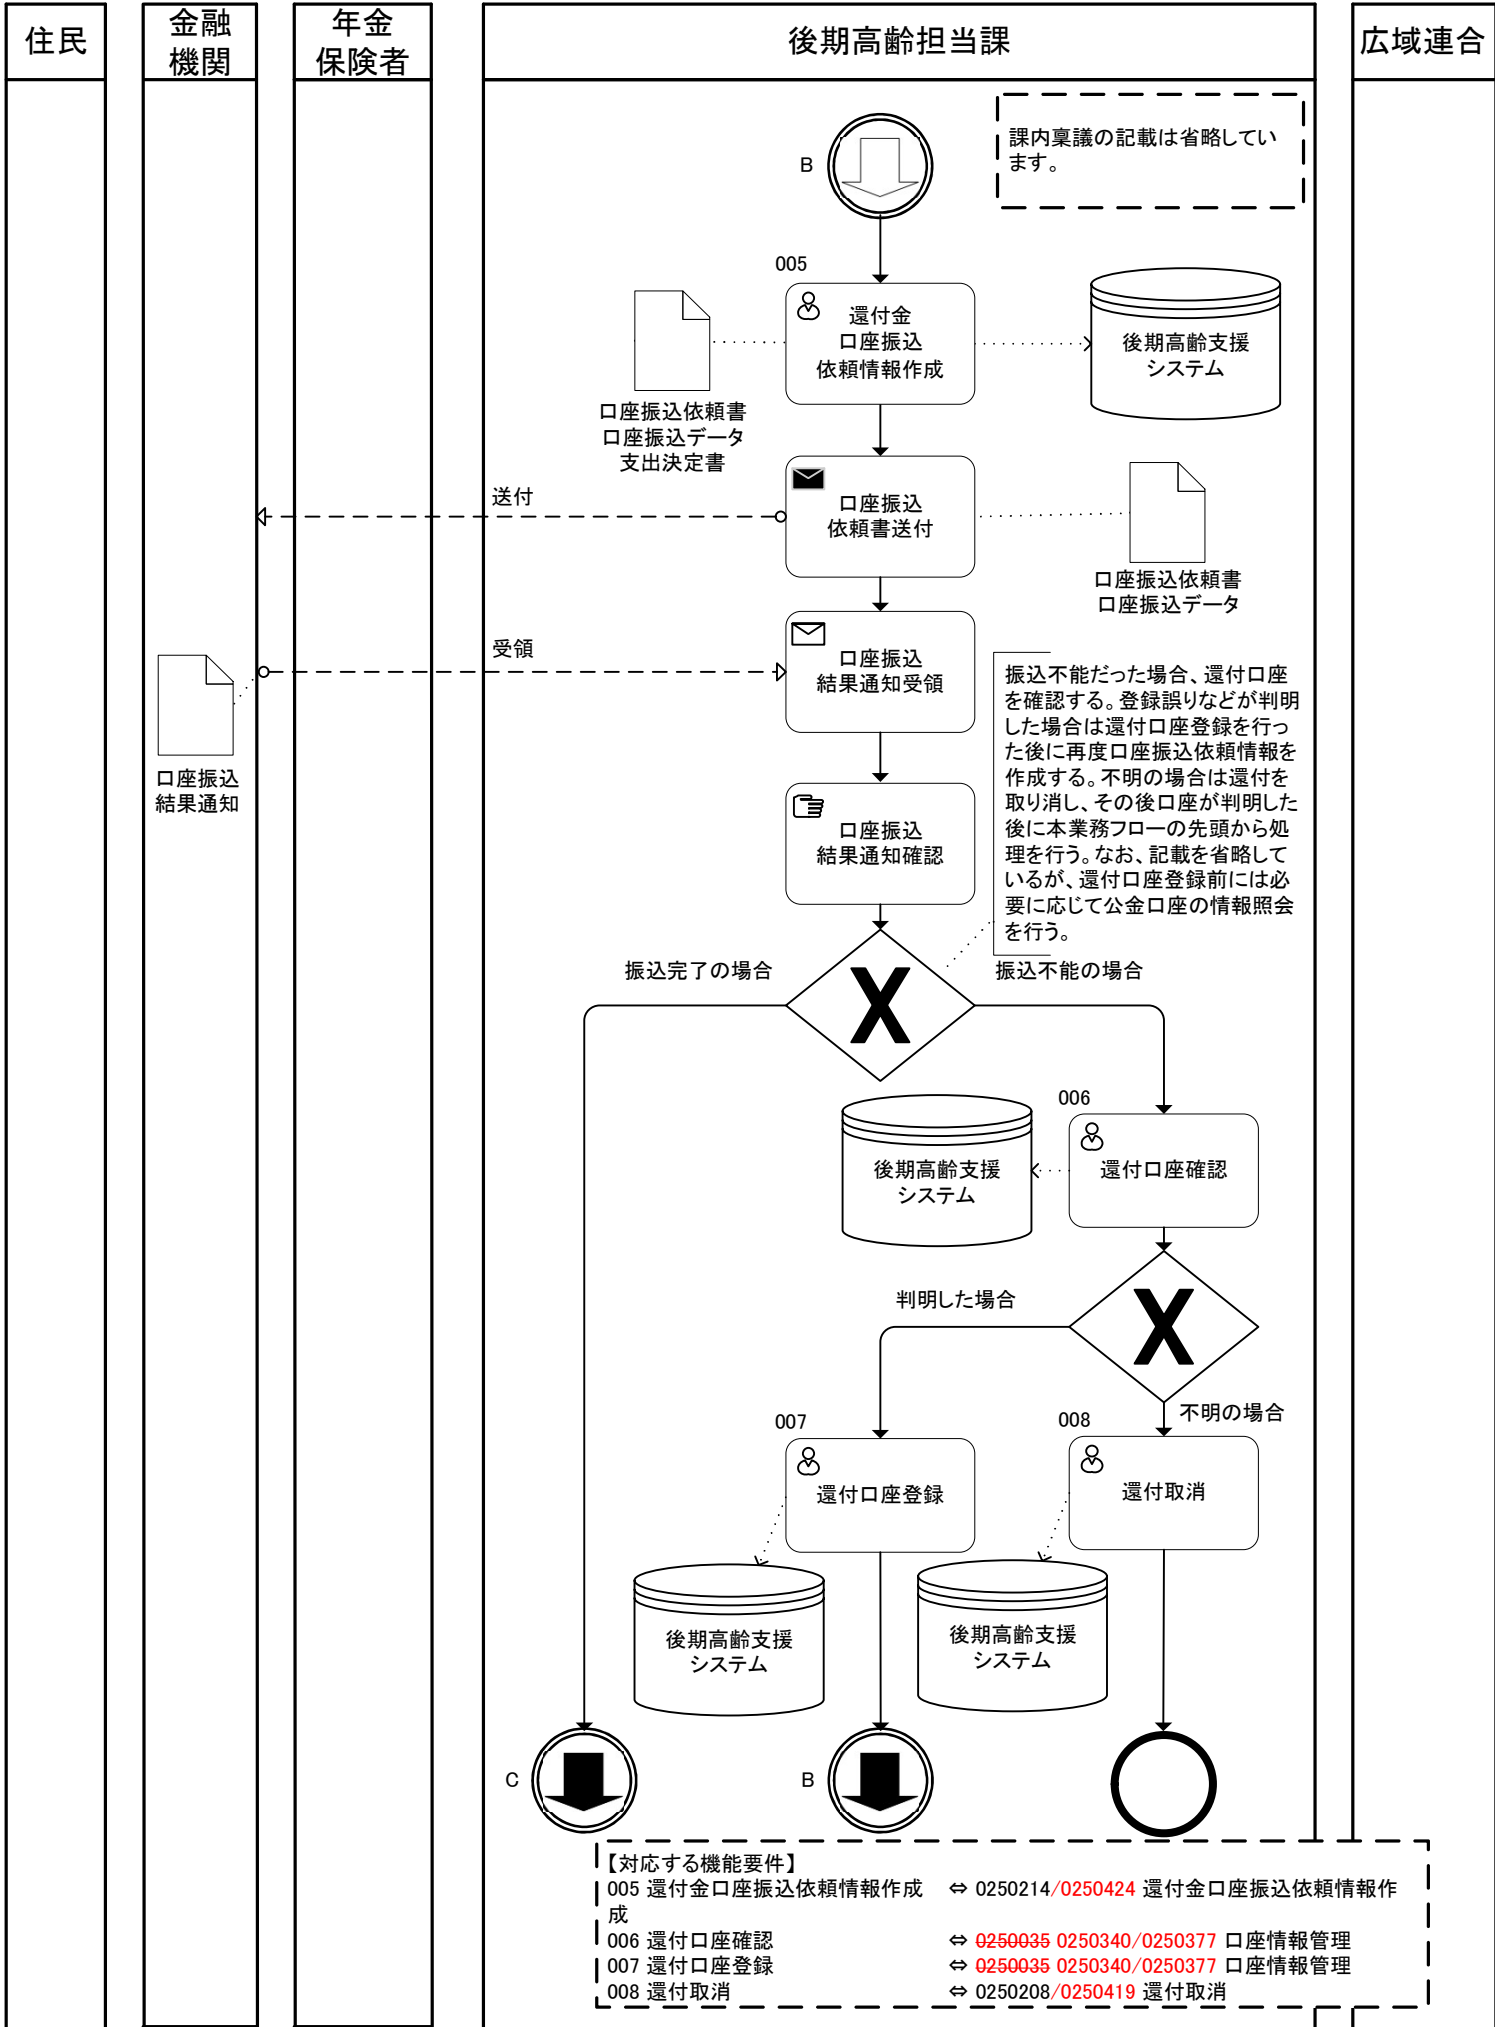 住民
金融
機関
年金
保険者
後期高齢担当課
広域連合
課内稟議の記載は省略してい
ます。
B
005
還付金
口座振込
依頼情報作成
後期高齢支援
システム
口座振込依頼書
口座振込データ
支出決定書
送付
口座振込
依頼書送付
口座振込依頼書
口座振込データ
受領
口座振込
結果通知受領
口座振込
結果通知
振込不能だった場合、還付口座
を確認する。登録誤りなどが判明
した場合は還付口座登録を行っ
た後に再度口座振込依頼情報を
作成する。不明の場合は還付を
取り消し、その後口座が判明した
後に本業務フローの先頭から処
理を行う。なお、記載を省略して
いるが、還付口座登録前には必
要に応じて公金口座の情報照会
を行う。
口座振込
結果通知確認
振込完了の場合
振込不能の場合
006
還付口座確認
後期高齢支援
システム
判明した場合
不明の場合
007
還付口座登録
008
還付取消
後期高齢支援
システム
後期高齢支援
システム
C
B
【対応する機能要件】
005 還付金口座振込依頼情報作成 ⇔ 0250214/0250424 還付金口座振込依頼情報作
成
006 還付口座確認 ⇔ 0250035 0250340/0250377 口座情報管理
007 還付口座登録 ⇔ 0250035 0250340/0250377 口座情報管理
008 還付取消 ⇔ 0250208/0250419 還付取消